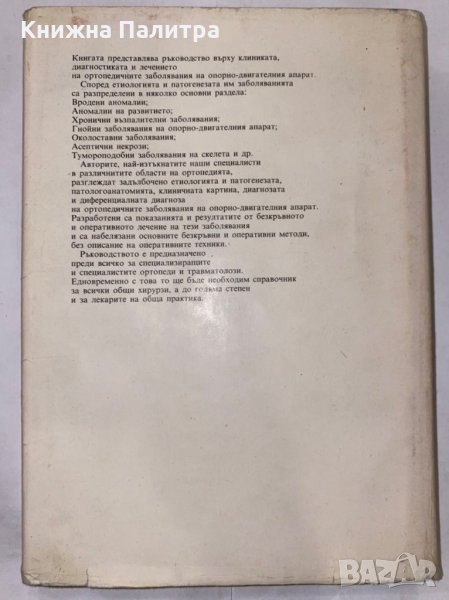 Книжна Палитра
Книгата представлява ръководство върху клиниката,
диагностиката и лечението
на ортопедичните заболявания на опорно-двигателния апарат.
Според етиологията и патогенезата им заболяванията
са разпределени в няколко основни раздела:
Вродени аномалии;
Аномалии на развитието;
Хронични възпалителни заболявания;
Гнойни заболявания на опорно-двигателния апарат;
Околоставни заболявания;
Асептични некрози;
Тумороподобни заболявания на скелета и др.
Авторите, най-изтъкнатите наши специалисти
в различните области на ортопедията,
разглеждат задълбочено етиологията и патогенезата,
патологоанатомията, клиничната картина, диагнозата
и диференциалната диагноза
на ортопедичните заболявания на опорно-двигателния апарат.
Разработени са показанията и резултатите от безкръвното
и оперативното лечение на тези заболявания
и са набелязани основните безкръвни и оперативни методи,
без описание на оперативните техники.
Ръководството е предназначено
преди всичко за специализиращите
и специалистите ортопеди и травматолози.
Едновременно с това то ще бъде необходим справочник
за всички общи хирурзи, а до голяма степен
и за лекарите на обща практика.
BAZAR